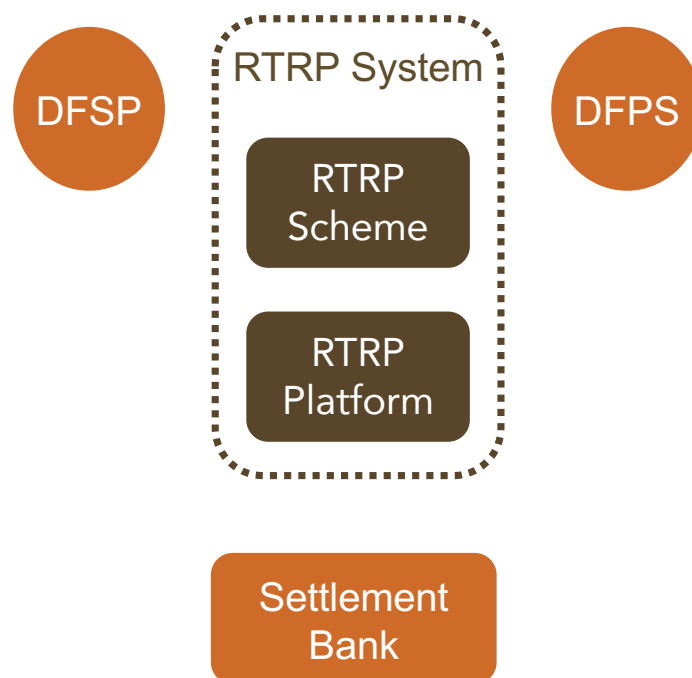 RTRP System
DFSP
DFPS
RTRP
Scheme
RTRP
Platform
Settlement
Bank